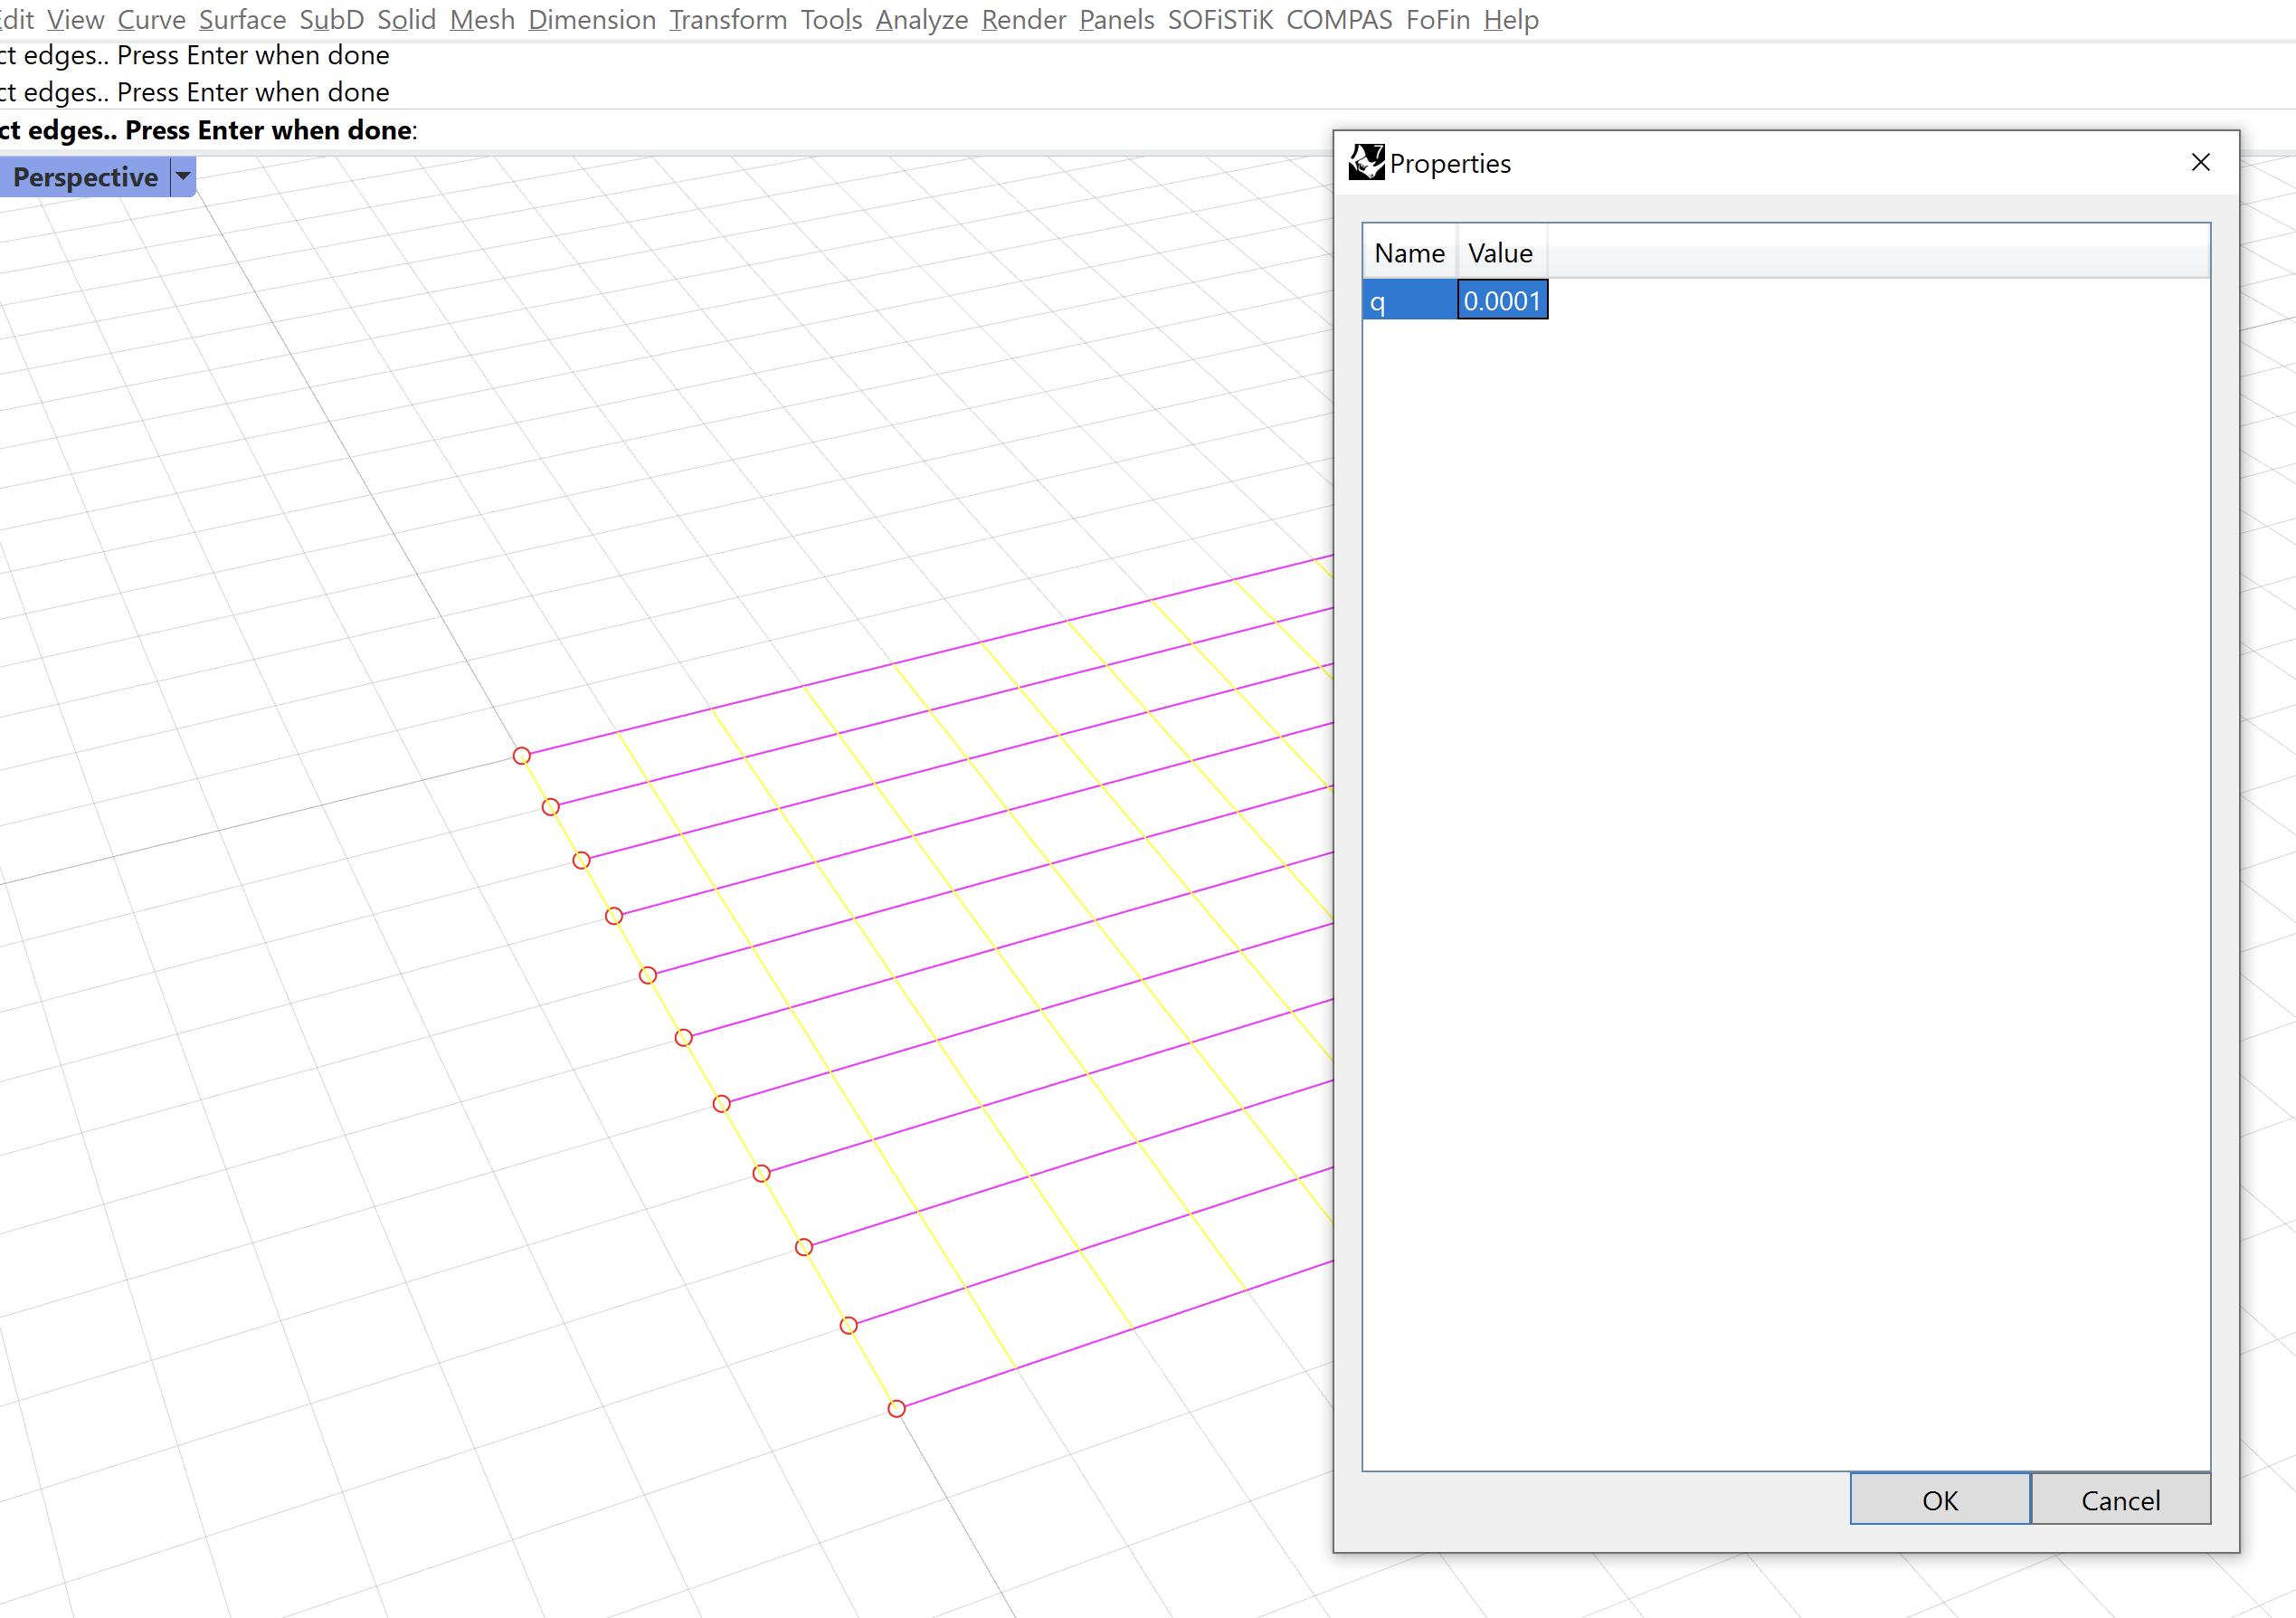 dit View Curve Surface SubD Solid Mesh Dimension Transform Tools Analyze Render Panels SOFiSTiK COMPAS FoFin Help
ct edges.. Press Enter when done
ct edges.. Press Enter when done
ct edges.. Press Enter when done:
Perspective
7
Properties
Name Value
q 0.0001
OK Cancel